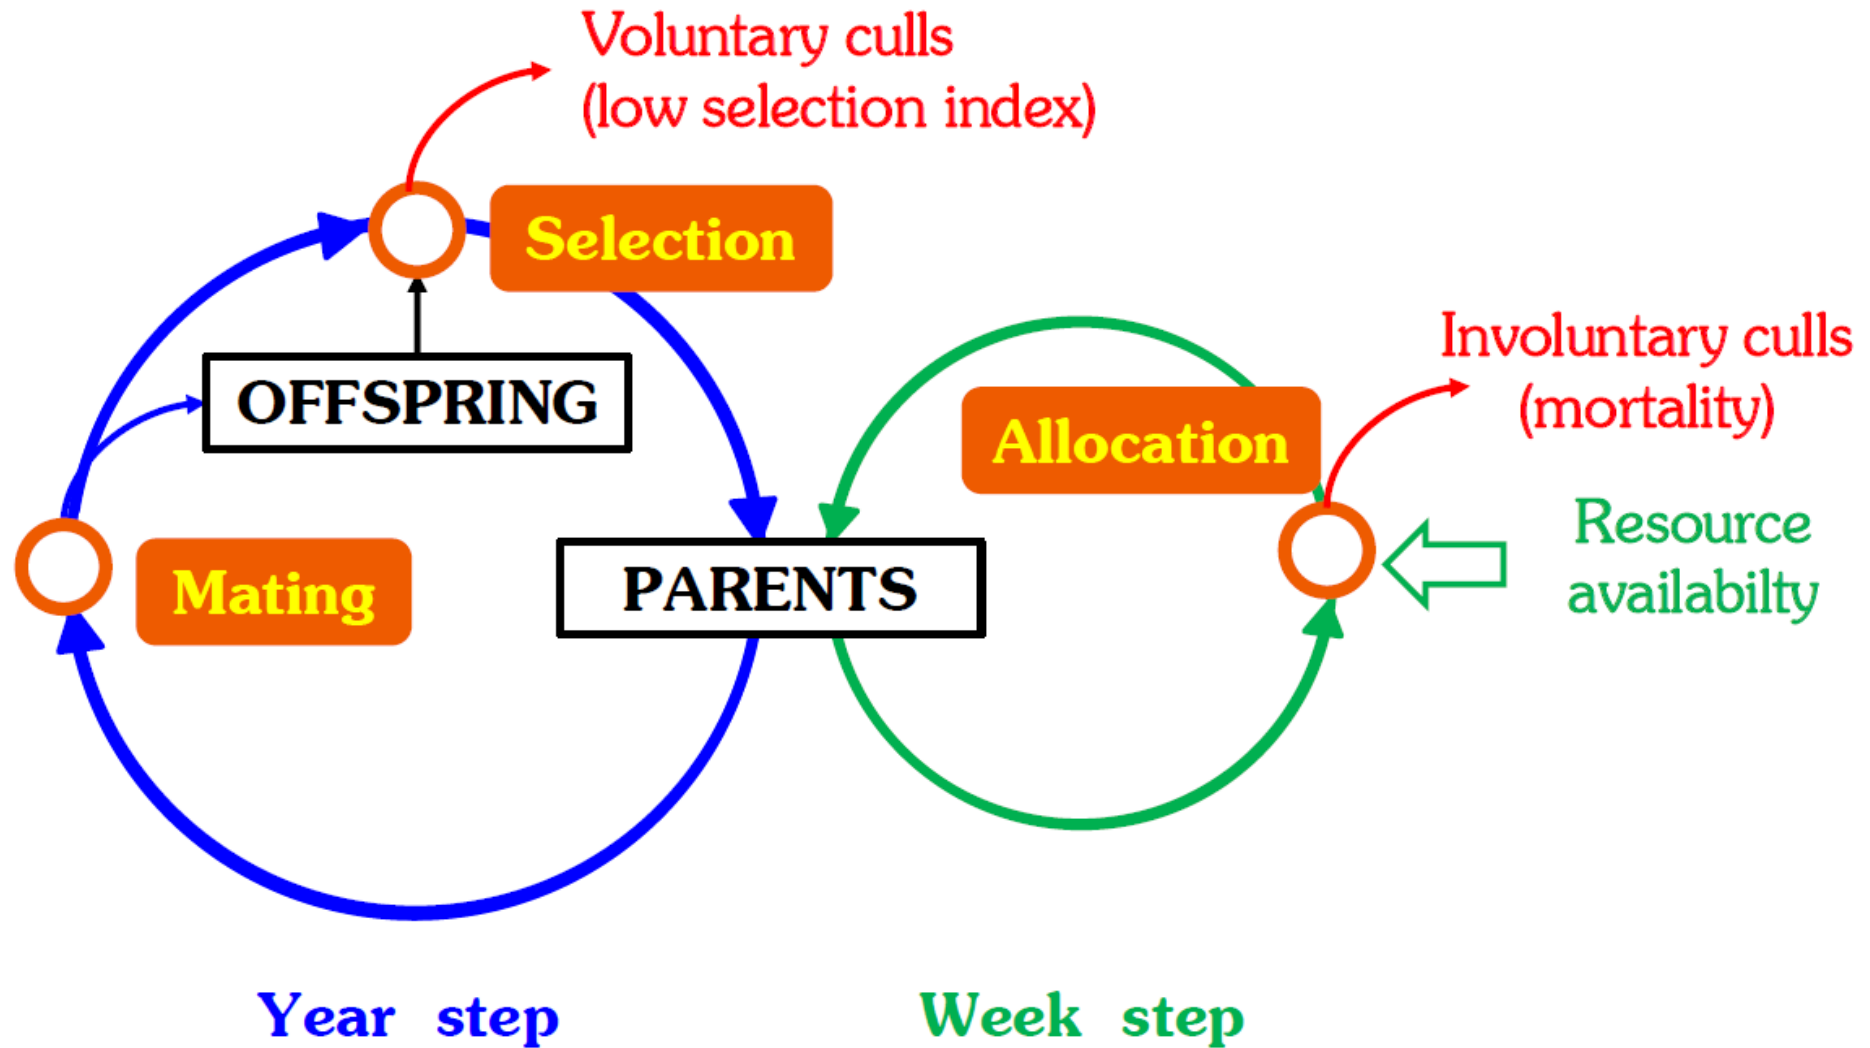 Voluntary culls
(low selection index)
Selection
OFFSPRING
Mating
PARENTS
Allocation
Involuntary culls
(mortality)
Resource
availabilty
Year step
Week step